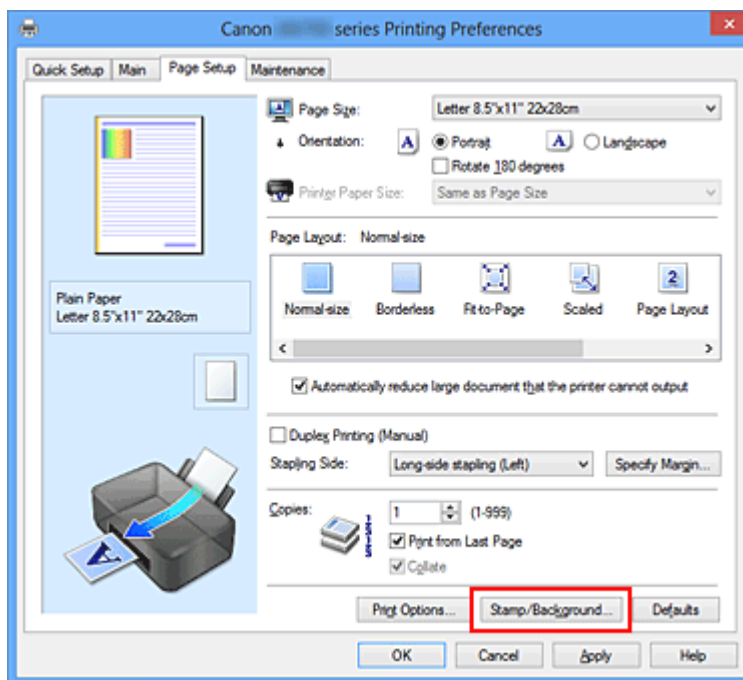 Canon series Printing Preferences
Quick Setup Main Page Setup Maintenance
Page Size: Letter 8.5"x11" 22x28cm
Orientation: A Portrait A Landscape
Rotate 180 degrees
Printer Paper Size: Same as Page Size
Page Layout: Normal-size
2
Normal-size Borderless Fit-to-Page Scaled Page Layout
Plain Paper
Letter 8.5"x11" 22x28cm
Automatically reduce large document that the printer cannot output
Duplex Printing (Manual)
Stapling Side: Long-side stapling (Left) Specify Margin...
Copies: 1 (1-999)
Print from Last Page
Collate
A
Print Options... Stamp/Background... Defaults
OK Cancel Apply Help